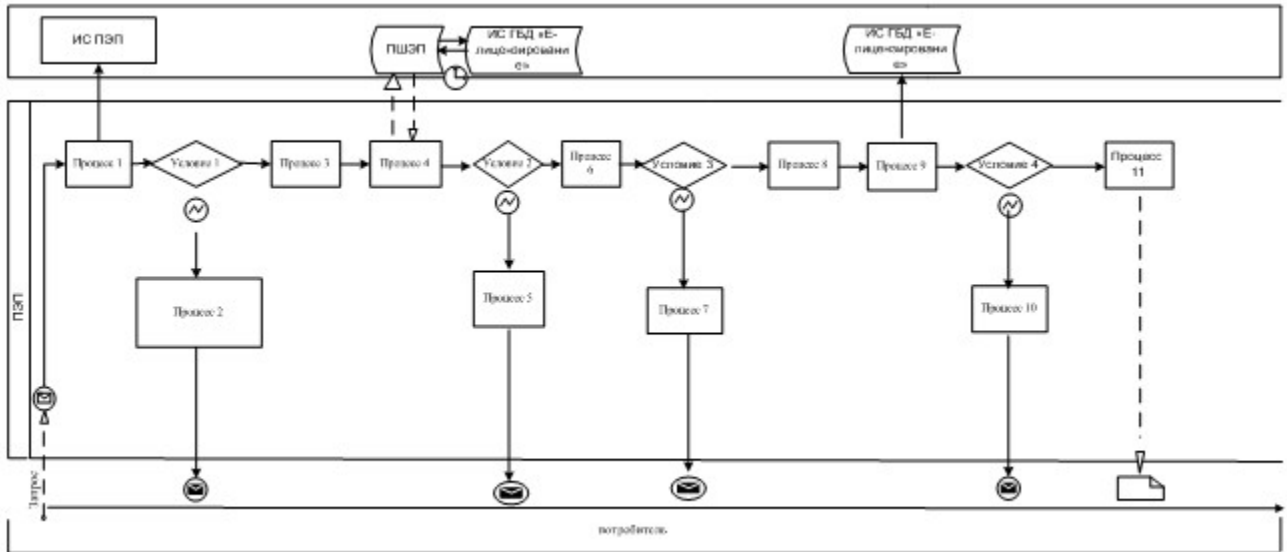 ИС ПЭП
ПШЭП
ИС ГБД «Е-
лицензировани
е»
ИС ГБД «Е-
лицензировани
е»
Процесс 1
Условие 1
Процесс 3
Процесс 4
Условие 2
Процесс
6
Условие 3
Процесс 8
Процесс 9
Условие 4
Процесс
11
ПЭП
Процесс 2
Процесс 5
Процесс 7
Процесс 10
Запрос
потребитель